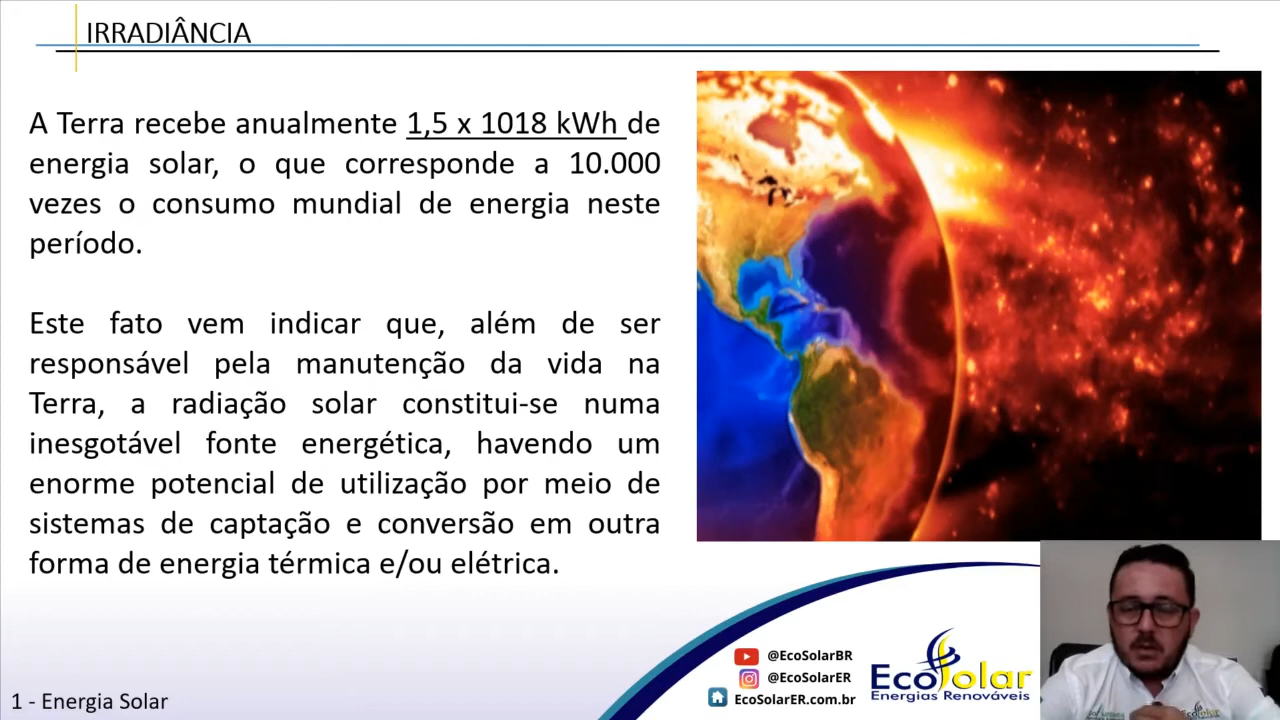 IRRADIÂNCIA
A Terra recebe anualmente 1,5 x 1018 kWh de
energia solar, o que corresponde a 10.000
vezes o consumo mundial de energia neste
período.
Este fato vem indicar que, além de ser
responsável pela manutenção da vida na
Terra, a radiação solar constitui-se numa
inesgotável fonte energética, havendo um
enorme potencial de utilização por meio de
sistemas de captação e conversão em outra
forma de energia térmica e/ou elétrica.
@EcoSolarBR
@EcoSolarER
EcoSolarER.com.br
EcoSolar
Energias Renováveis
1 - Energia Solar